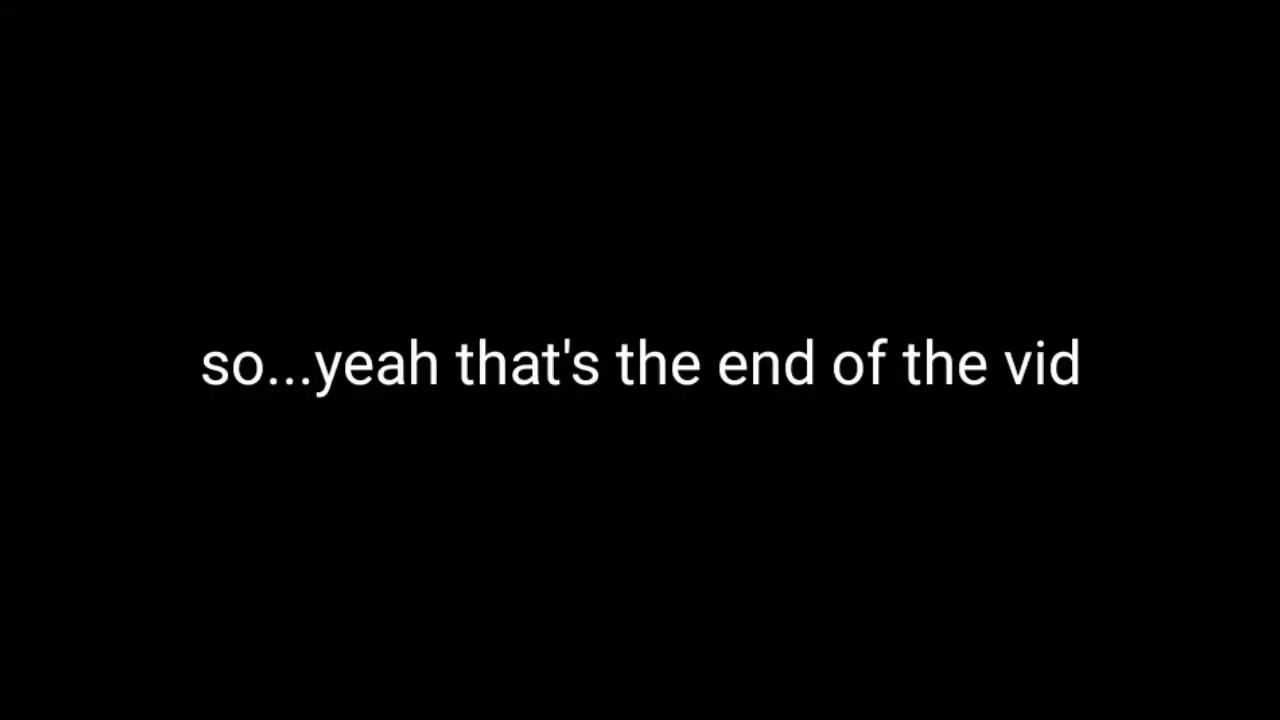 so...yeah that's the end of the vid